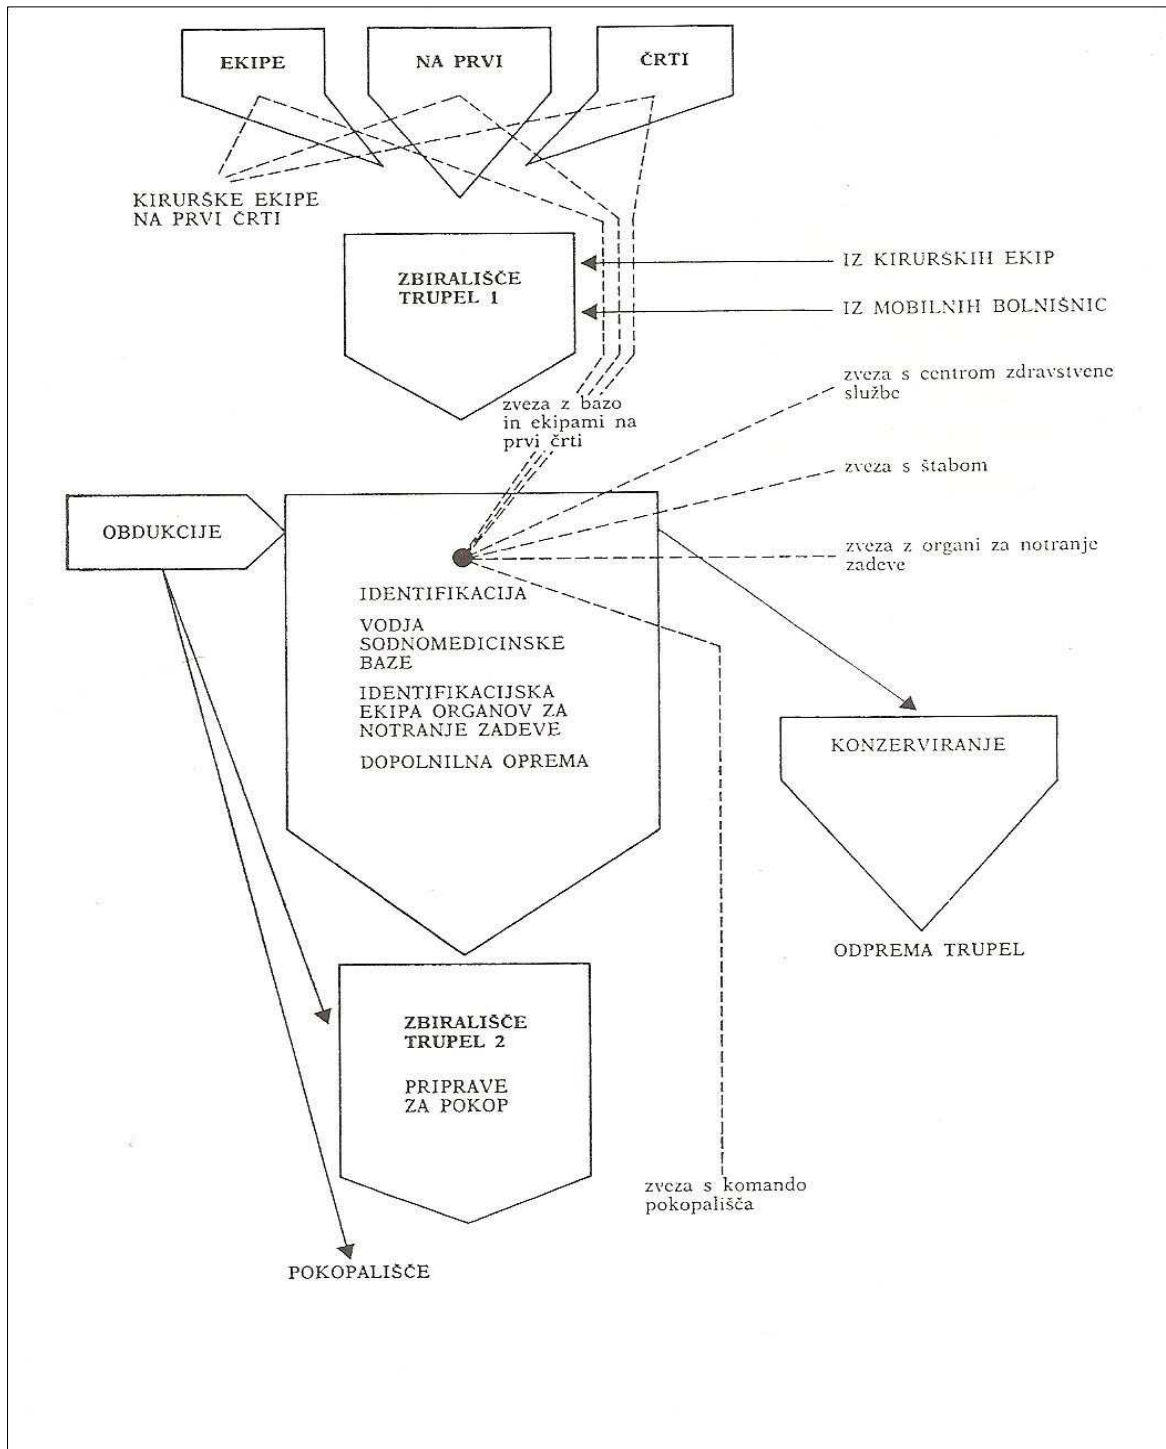 EKIPE
NA PRVI
ČRTI
KIRURŠKE EKIPE
NA PRVI ČRTI
ZBIRALIŠČE
TRUPEL 1
IZ KIRURSKIH EKIP
IZ MOBILNIH BOLNIŠNIC
zveza s centrom zdravstvene
službe
zveza z bazo
in ekipami na
prvi črti
zveza s štabom
OBDUKCIJE
zveza z organi za notranje
zadeve
IDENTIFIKACIJA
VODJA
SODNOMEDICINSKE
BAZE
IDENTIFIKACIJSKA
EKIPA ORGANOV ZA
NOTRANJE ZADEVE
DOPOLNILNA OPREMA
KONZERVIRANJE
ODPREMA TRUPEL
ZBIRALIŠČE
TRUPEL 2
PRIPRAVE
ZA POKOP
zveza s komando
pokopališča
POKOPALIŠČE